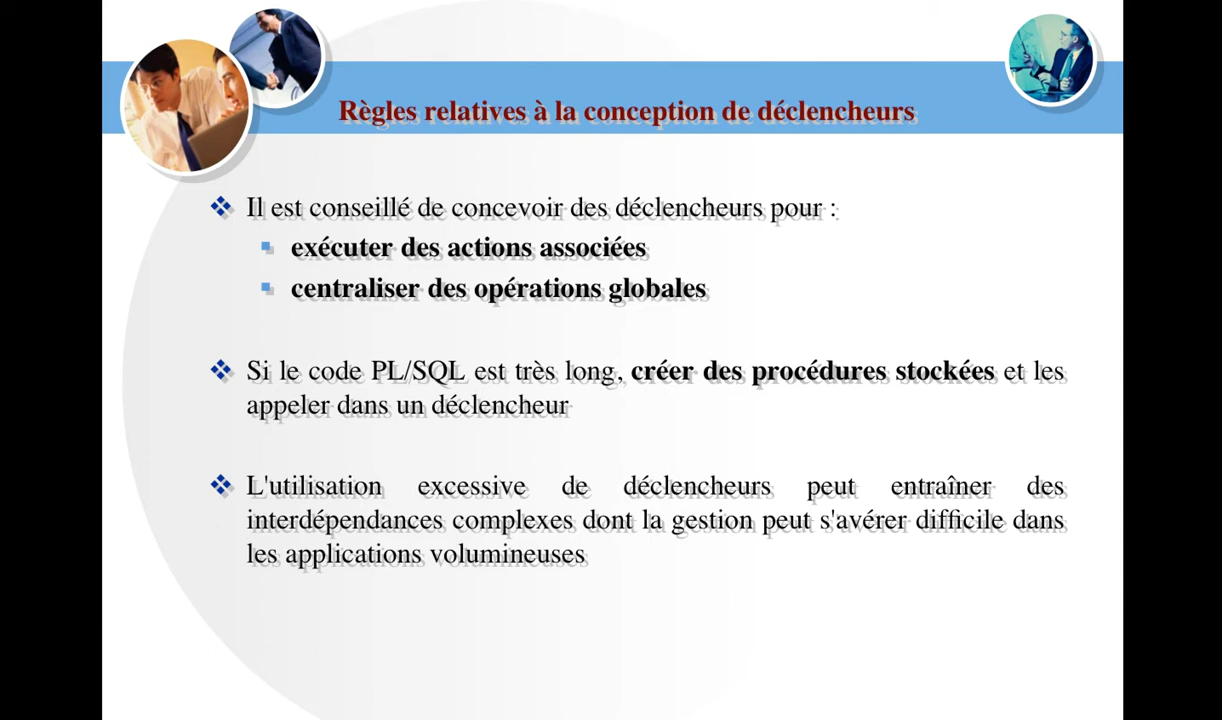 Règles relatives à la conception de déclencheurs
Il est conseillé de concevoir des déclencheurs pour :
exécuter des actions associées
centraliser des opérations globales
Si le code PL/SQL est très long, créer des procédures stockées et les
appeler dans un déclencheur
L'utilisation excessive de déclencheurs peut entraîner des
interdépendances complexes dont la gestion peut s'avérer difficile dans
les applications volumineuses